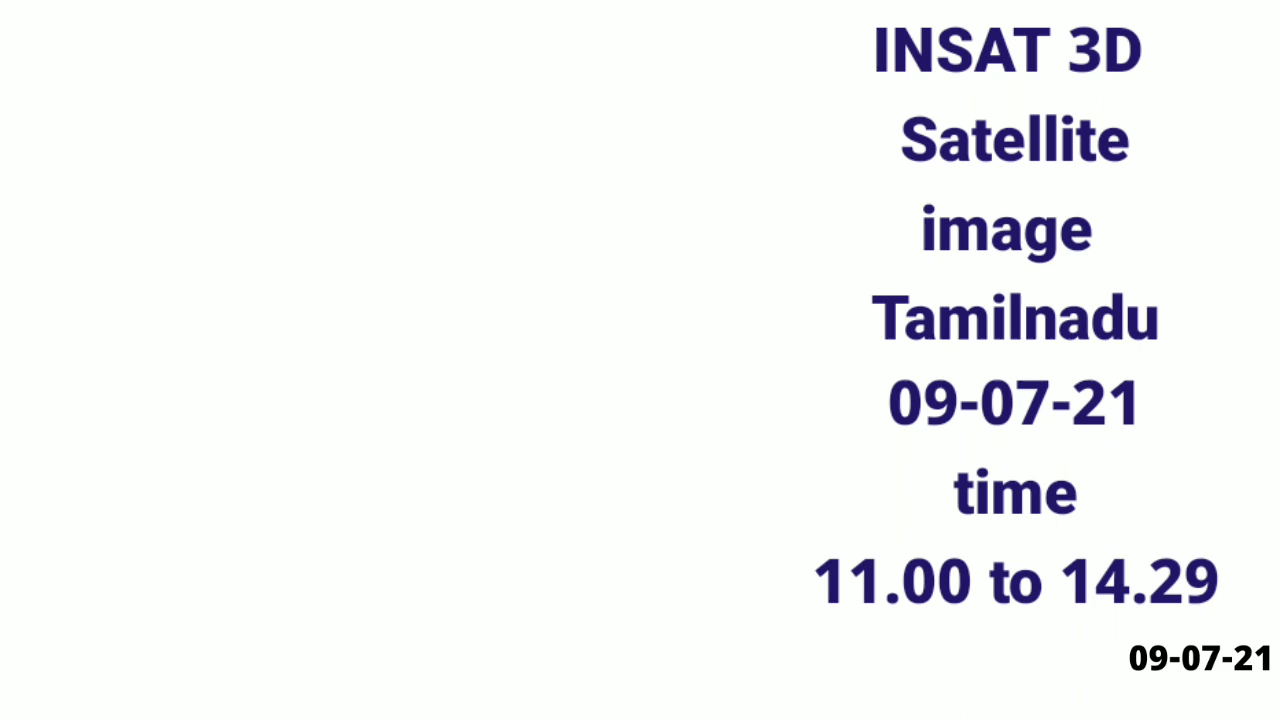 INSAT 3D
Satellite
image
Tamilnadu
09-07-21
time
11.00 to 14.29
09-07-21